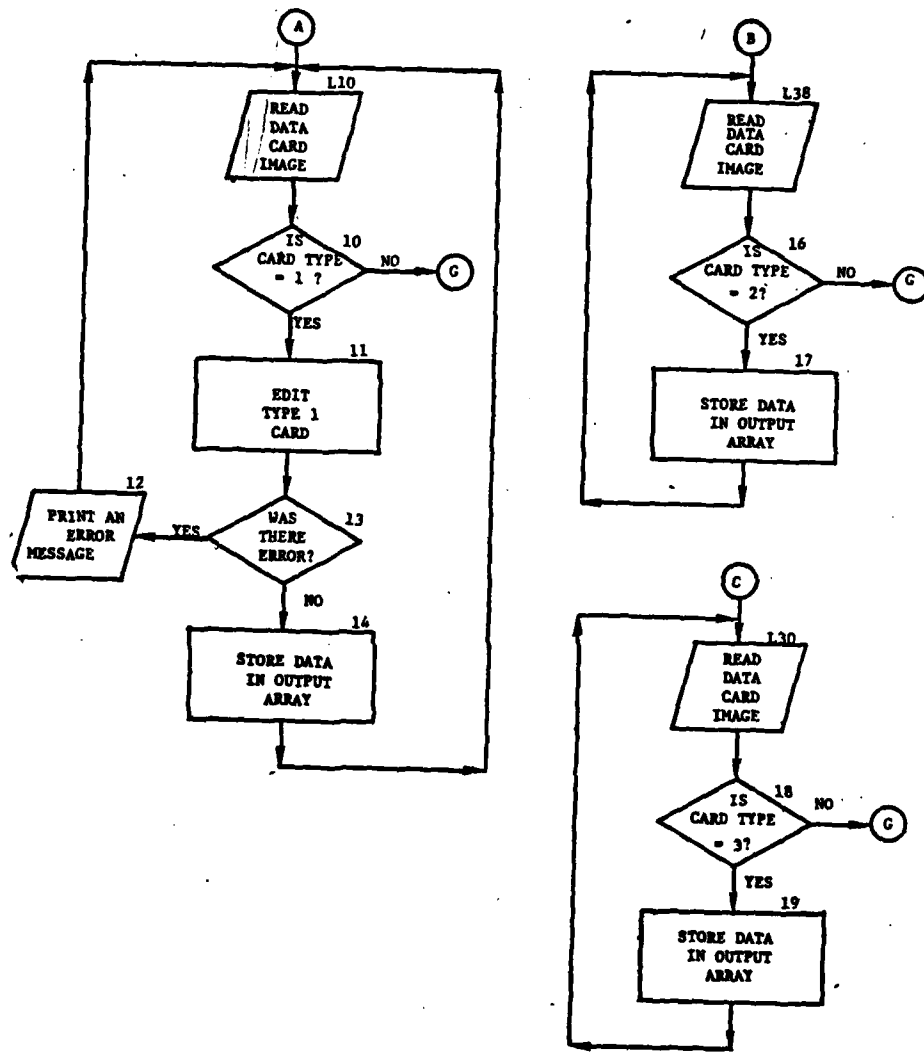 A
L10
READ
DATA
CARD
IMAGE
10
IS
CARD TYPE
= 1 ?
NO
G
YES
11
EDIT
TYPE 1
CARD
12
PRINT AN
ERROR
MESSAGE
YES
13
WAS
THERE
ERROR?
NO
14
STORE DATA
IN OUTPUT
ARRAY
B
L38
READ
DATA
CARD
IMAGE
16
IS
CARD TYPE
= 2?
NO
G
YES
17
STORE DATA
IN OUTPUT
ARRAY
C
L30
READ
DATA
CARD
IMAGE
18
IS
CARD TYPE
= 3?
NO
G
YES
19
STORE DATA
IN OUTPUT
ARRAY